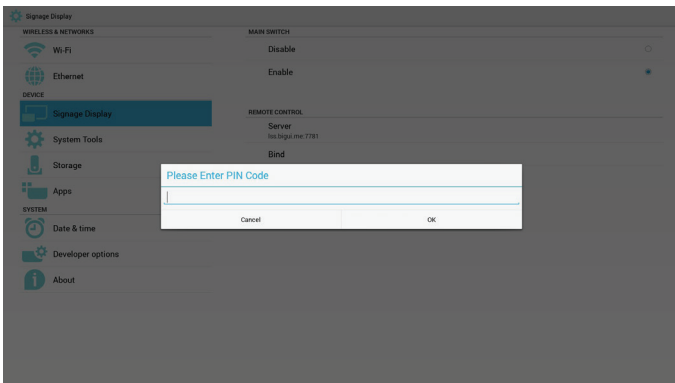 Signage Display
WIRELESS & NETWORKS
Wi-Fi
Ethernet
DEVICE
Signage Display
System Tools
Storage
Apps
SYSTEM
Date & time
Developer options
About
MAIN SWITCH
Disable
Enable
REMOTE CONTROL
Server
Bind
Please Enter PIN Code
Cancel
OK